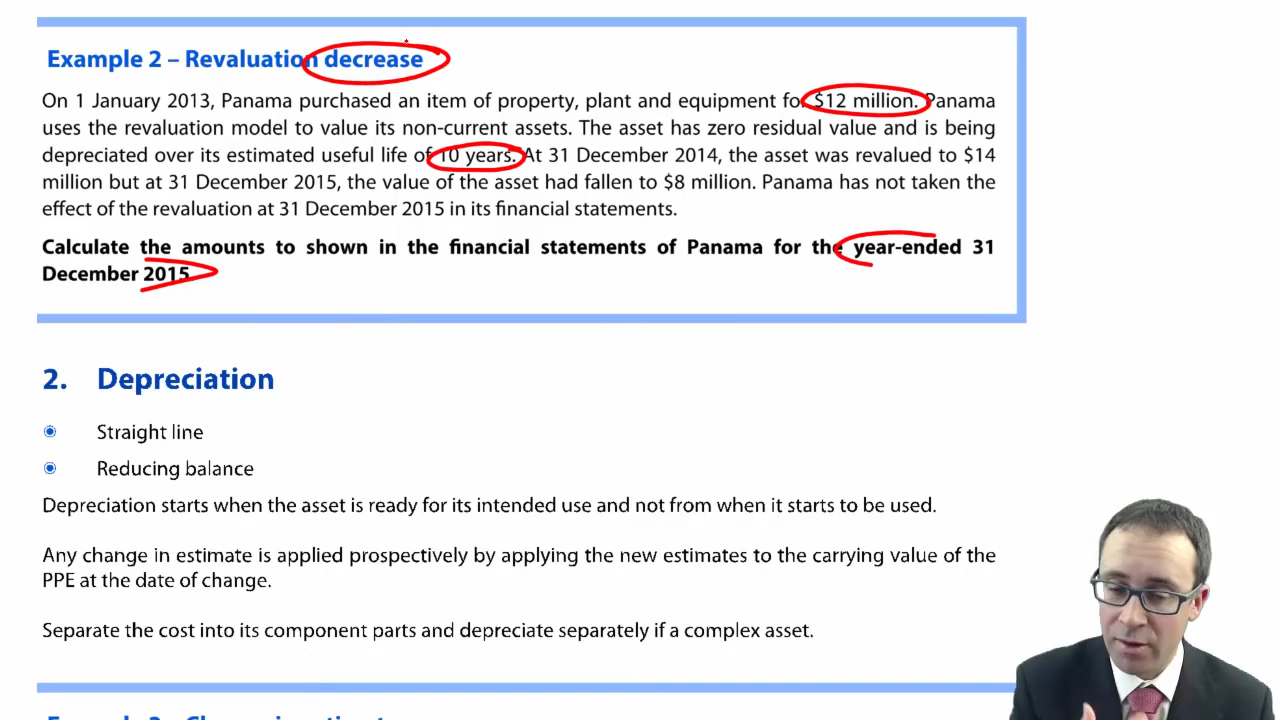 Example 2 – Revaluation decrease
On 1 January 2013, Panama purchased an item of property, plant and equipment for $12 million. Panama
uses the revaluation model to value its non-current assets. The asset has zero residual value and is being
depreciated over its estimated useful life of 10 years. At 31 December 2014, the asset was revalued to $14
million but at 31 December 2015, the value of the asset had fallen to $8 million. Panama has not taken the
effect of the revaluation at 31 December 2015 in its financial statements.
Calculate the amounts to shown in the financial statements of Panama for the year-ended 31
December 2015
2. Depreciation
Straight line
Reducing balance
Depreciation starts when the asset is ready for its intended use and not from when it starts to be used.
Any change in estimate is applied prospectively by applying the new estimates to the carrying value of the
PPE at the date of change.
Separate the cost into its component parts and depreciate separately if a complex asset.